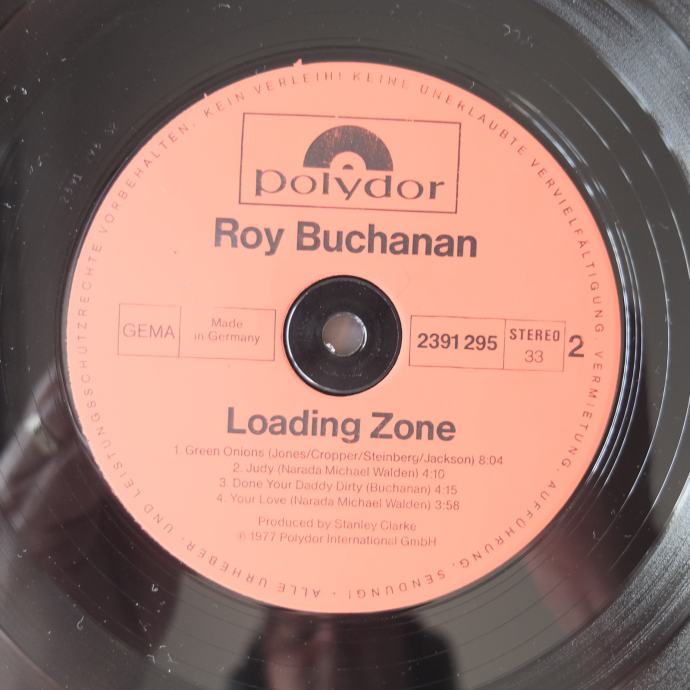 polydor
Roy Buchanan
GEMA
Made
in Germany
2391 295
STEREO
33
2
Loading Zone
1. Green Onions (Jones/Cropper/Steinberg/Jackson) 8:04
2. Judy (Narada Michael Walden) 4:10
3. Done Your Daddy Dirty (Buchanan) 4:15
4. Your Love (Narada Michael Walden) 3:58
Produced by Stanley Clarke
℗ 1977 Polydor International GmbH
ALLE URHEBER- UND LEISTUNGSSCHUTZRECHTE VORBEHALTEN. KEIN VERLEIH! KEINE UNERLAUBTE VERVIELFÄLTIGUNG, VERMIETUNG, AUFFÜHRUNG, SENDUNG! ·